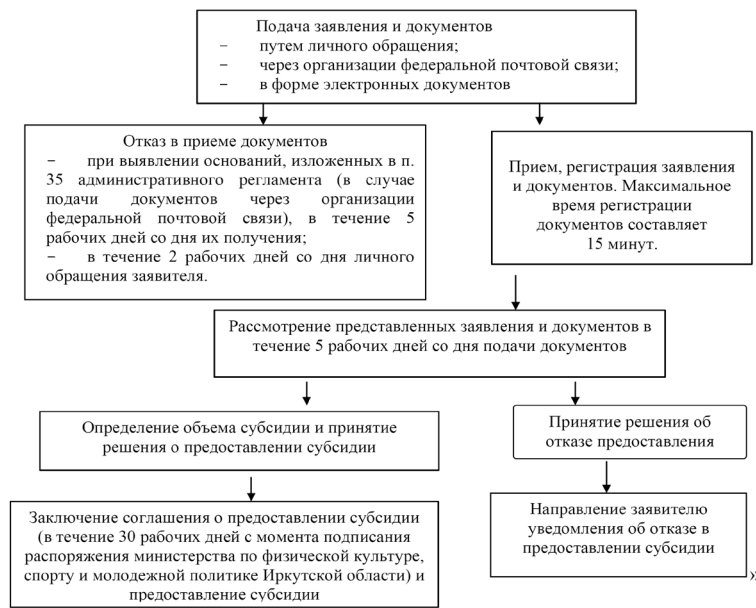 Подача заявления и документов
– путем личного обращения;
– через организации федеральной почтовой связи;
– в форме электронных документов
Отказ в приеме документов
– при выявлении оснований, изложенных в п.
35 административного регламента (в случае
подачи документов через организации
федеральной почтовой связи), в течение 5
рабочих дней со дня их получения;
– в течение 2 рабочих дней со дня личного
обращения заявителя.
Прием, регистрация заявления
и документов. Максимальное
время регистрации
документов составляет
15 минут.
Рассмотрение представленных заявления и документов в
течение 5 рабочих дней со дня подачи документов
Определение объема субсидии и принятие
решения о предоставлении субсидии
Принятие решения об
отказе предоставления
Заключение соглашения о предоставлении субсидии
(в течение 30 рабочих дней с момента подписания
распоряжения министерства по физической культуре,
спорту и молодежной политике Иркутской области) и
предоставление субсидии
Направление заявителю
уведомления об отказе в
предоставлении субсидии
»